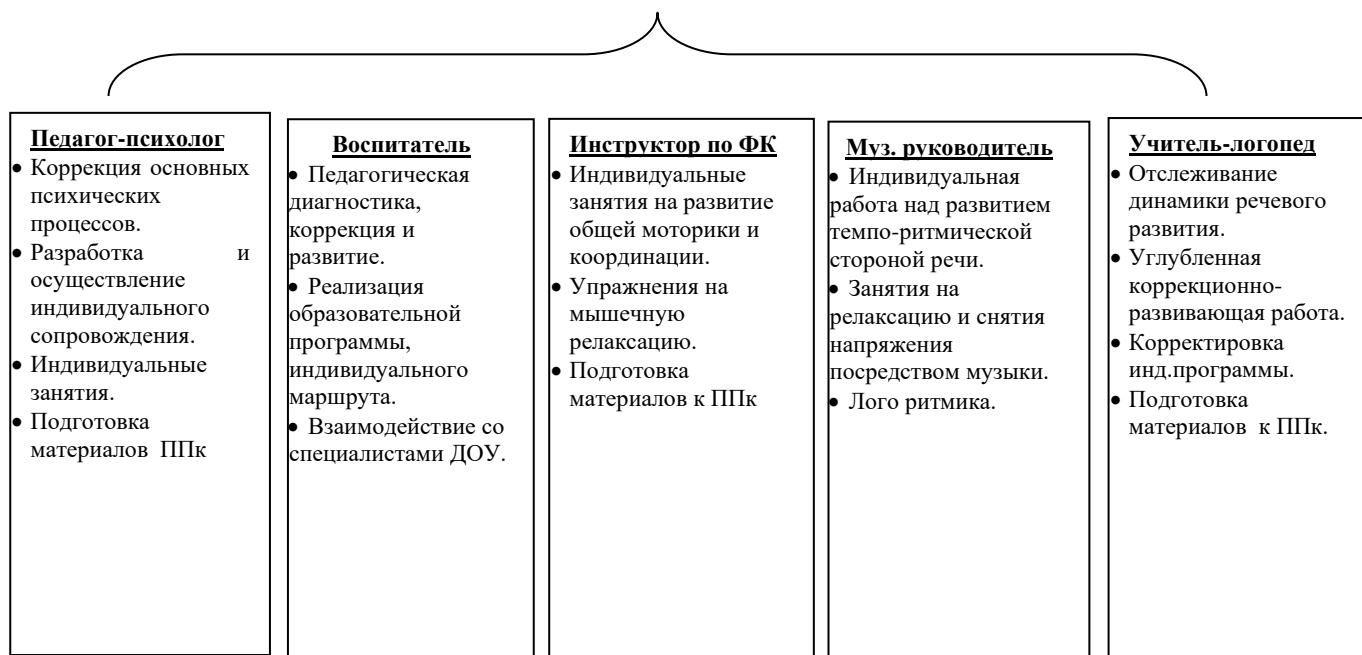 Педагог-психолог
• Коррекция основных
психических
процессов.
• Разработка и
осуществление
индивидуального
сопровождения.
• Индивидуальные
занятия.
• Подготовка
материалов ППк
Воспитатель
• Педагогическая
диагностика,
коррекция и
развитие.
• Реализация
образовательной
программы,
индивидуального
маршрута.
• Взаимодействие со
специалистами ДОУ.
Инструктор по ФК
• Индивидуальные
занятия на развитие
общей моторики и
координации.
• Упражнения на
мышечную
релаксацию.
• Подготовка
материалов к ППк
Муз. руководитель
• Индивидуальная
работа над развитием
темпо-ритмической
стороной речи.
• Занятия на
релаксацию и снятия
напряжения
посредством музыки.
• Лого ритмика.
Учитель-логопед
• Отслеживание
динамики речевого
развития.
• Углубленная
коррекционно-
развивающая работа.
• Корректировка
инд.программы.
• Подготовка
материалов к ППк.